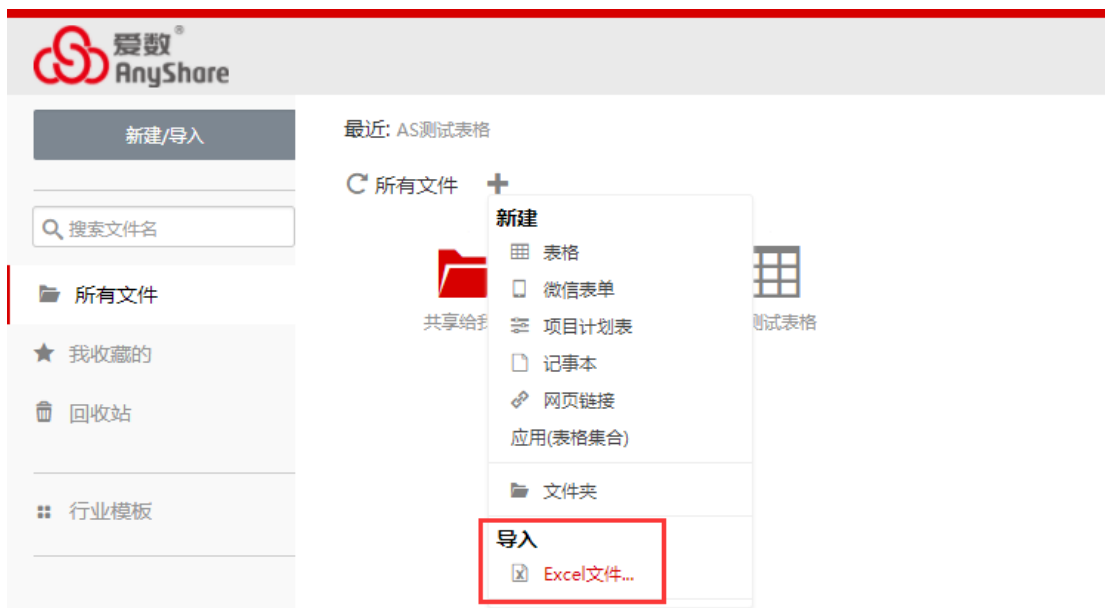 爱数®
AnyShare
新建/导入
最近: AS测试表格
所有文件
搜索文件名
新建
表格
微信表单
项目计划表
记事本
网页链接
应用(表格集合)
文件夹
导入
Excel文件...
所有文件
我收藏的
回收站
行业模板
共享给我
测试表格